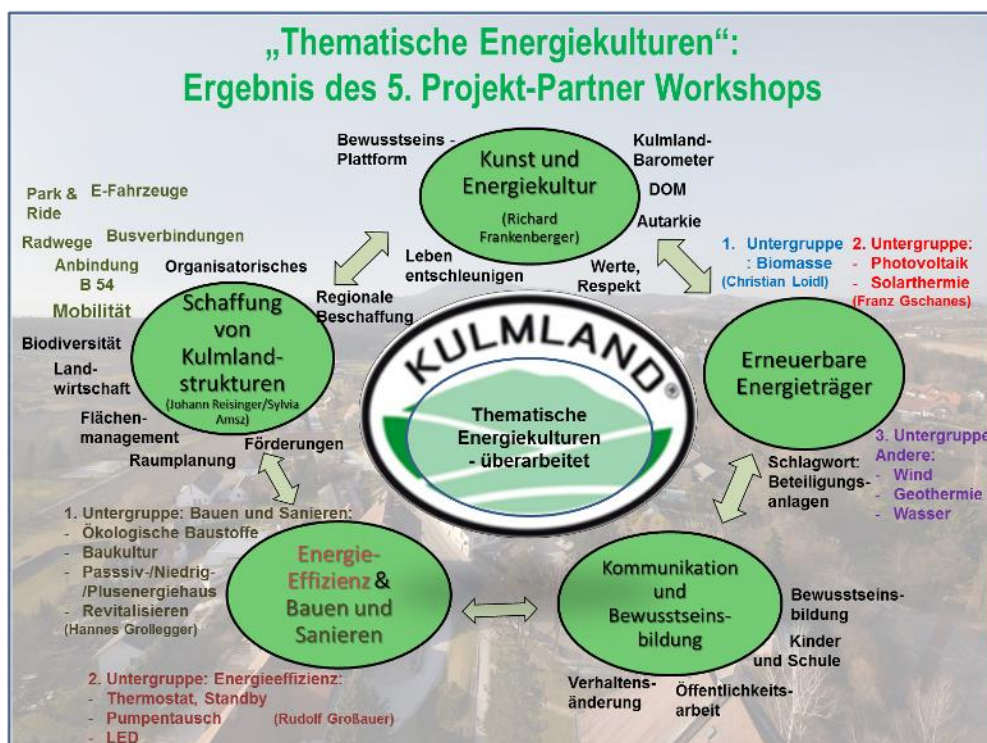 „Thematische Energiekulturen“:
Ergebnis des 5. Projekt-Partner Workshops
Bewusstseins -
Plattform
Kunst und
Energiekultur
(Richard
Frankenberger)
Kulmland-
Barometer
DOM
Autarkie
Werte,
Respekt
Leben
entschleunigen
Park &
Ride
E-Fahrzeuge
Radwege
Busverbindungen
Anbindung
B 54
Mobilität
Organisatorisches
Regionale
Beschaffung
Schaffung
von
Kulmland-
strukturen
(Johann Reisinger/Sylvia
Amsz)
Biodiversität
Land-
wirtschaft
Flächen-
management
Raumplanung
Förderungen
KULMLAND®
Thematische
Energiekulturen
- überarbeitet
1. Untergruppe
: Biomasse
(Christian Loidl)
2. Untergruppe:
- Photovoltaik
- Solarthermie
(Franz Gschanes)
Erneuerbare
Energieträger
3. Untergruppe
Andere:
- Wind
- Geothermie
- Wasser
Schlagwort:
Beteiligungs-
anlagen
1. Untergruppe: Bauen und Sanieren:
- Ökologische Baustoffe
- Baukultur
- Passsiv-/Niedrig-
/Plusenergiehaus
- Revitalisieren
(Hannes Grollegger)
Energie-
Effizienz &
Bauen und
Sanieren
Kommunikation
und
Bewusstseins-
bildung
Bewusstseins-
bildung
Kinder
und Schule
Öffentlichkeits-
arbeit
Verhaltens-
änderung
2. Untergruppe: Energieeffizienz:
- Thermostat, Standby
- Pumpentausch (Rudolf Großauer)
- LED